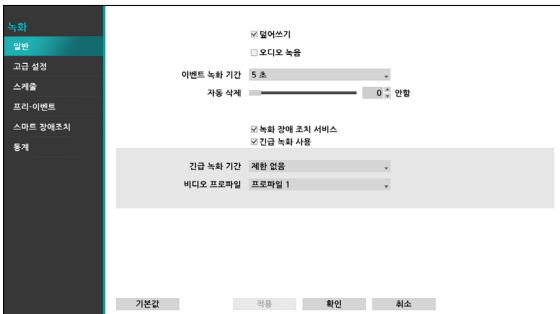 녹화
일반
고급 설정
스케줄
프리-이벤트
스마트 장애조치
통계
덮어쓰기
오디오 녹음
이벤트 녹화 기간 5 초
자동 삭제 0 안함
녹화 장애 조치 서비스
긴급 녹화 사용
긴급 녹화 기간 제한 없음
비디오 프로파일 프로파일 1
기본값 적용 확인 취소